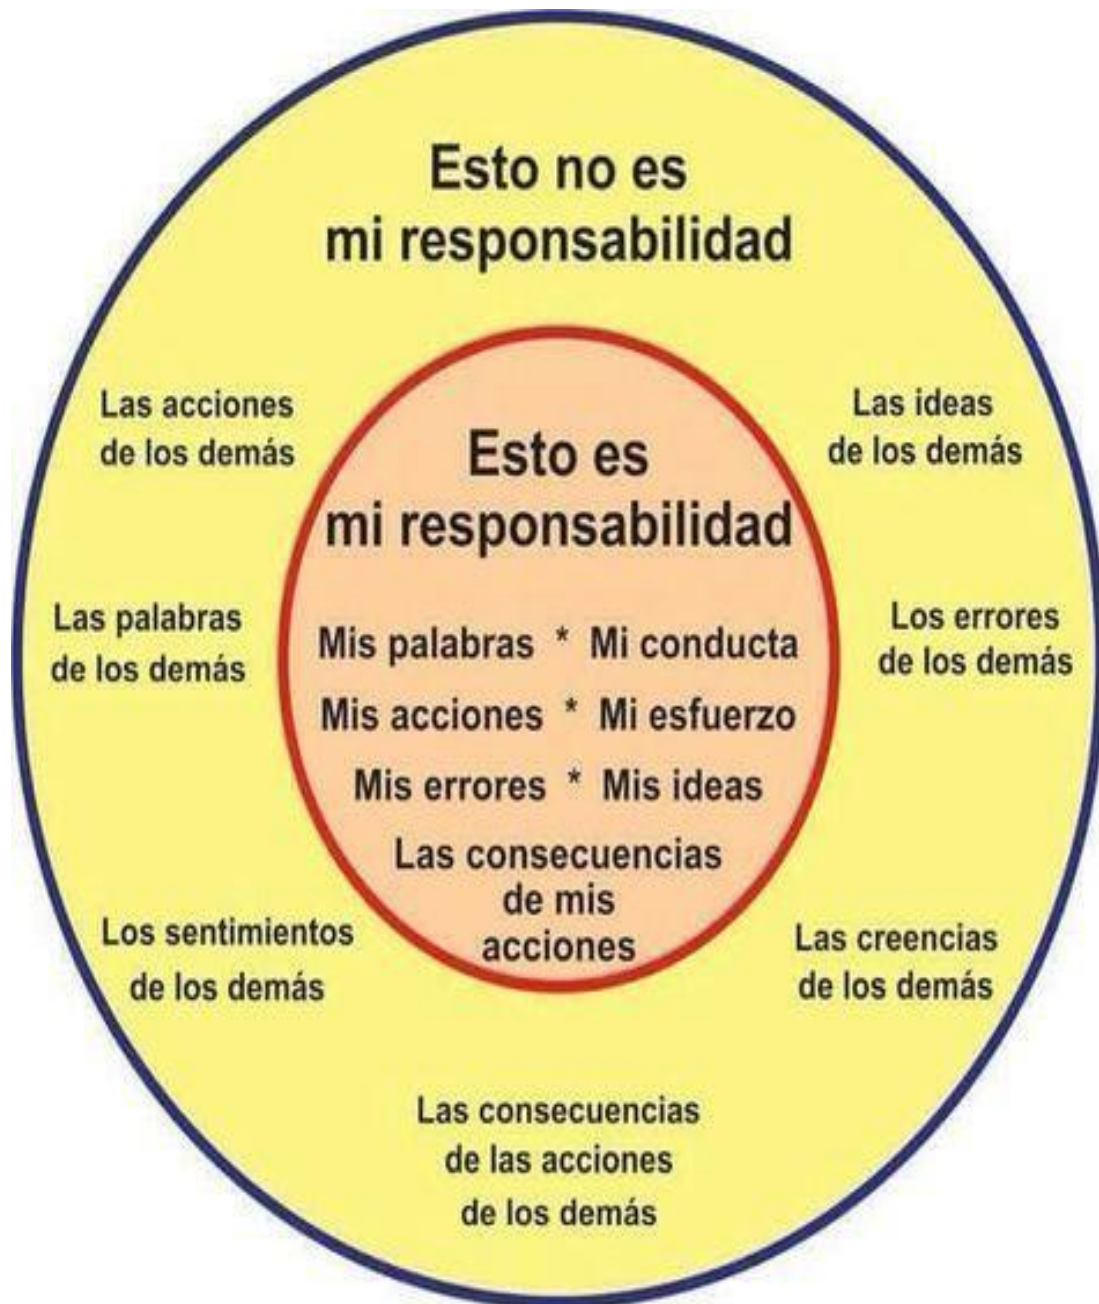 Esto no es
mi responsabilidad
Las acciones
de los demás
Las ideas
de los demás
Esto es
mi responsabilidad
Las palabras
de los demás
Los errores
de los demás
Mis palabras * Mi conducta
Mis acciones * Mi esfuerzo
Mis errores * Mis ideas
Las consecuencias
de mis
acciones
Los sentimientos
de los demás
Las creencias
de los demás
Las consecuencias
de las acciones
de los demás